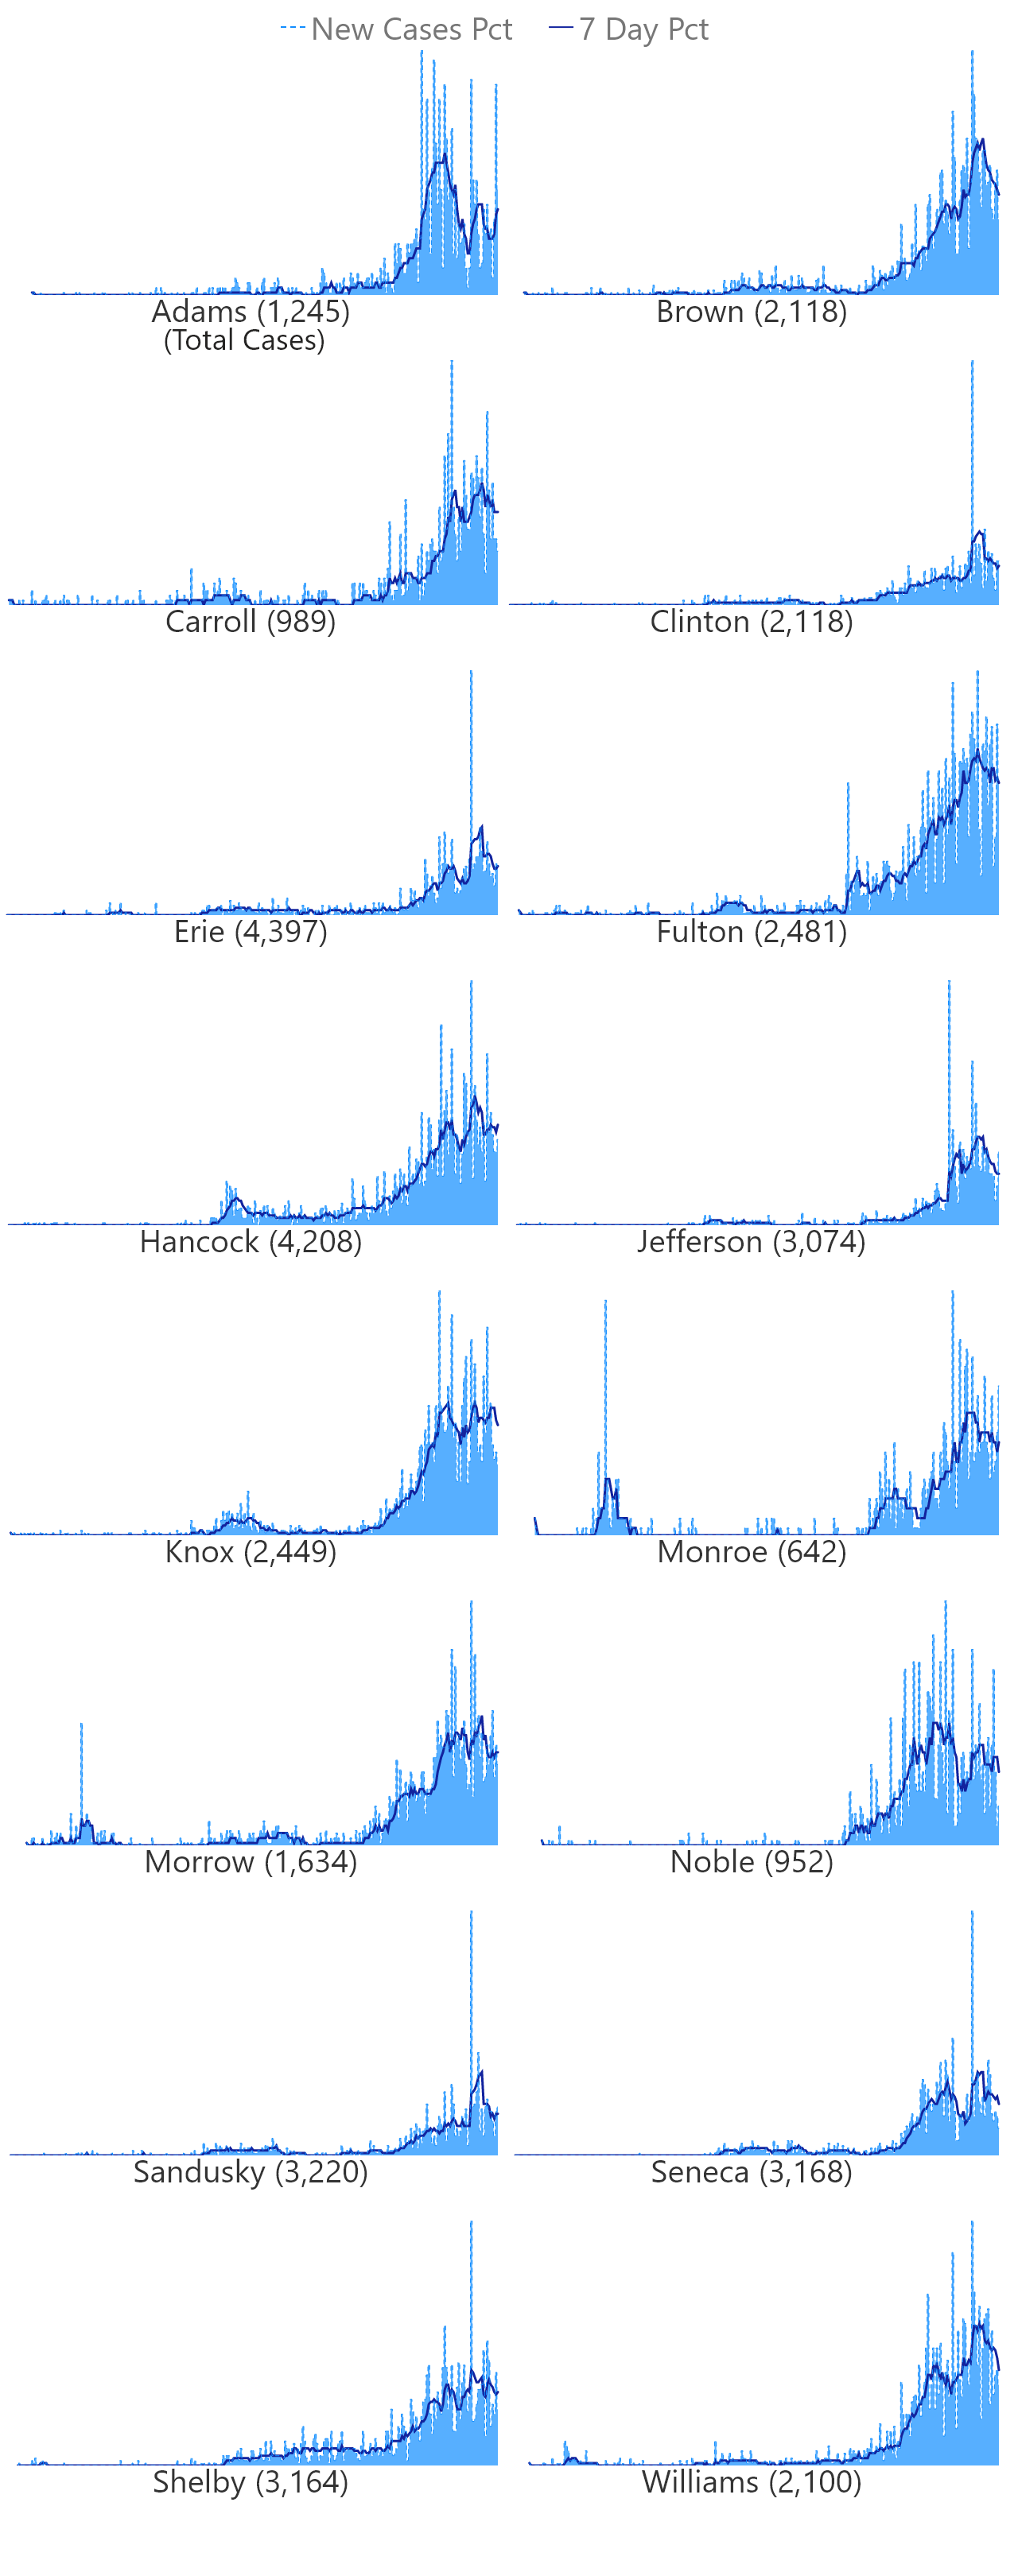 New Cases Pct 7 Day Pct
Adams (1,245)
(Total Cases)
Brown (2,118)
Carroll (989)
Clinton (2,118)
Erie (4,397)
Fulton (2,481)
Hancock (4,208)
Jefferson (3,074)
Knox (2,449)
Monroe (642)
Morrow (1,634)
Noble (952)
Sandusky (3,220)
Seneca (3,168)
Shelby (3,164)
Williams (2,100)